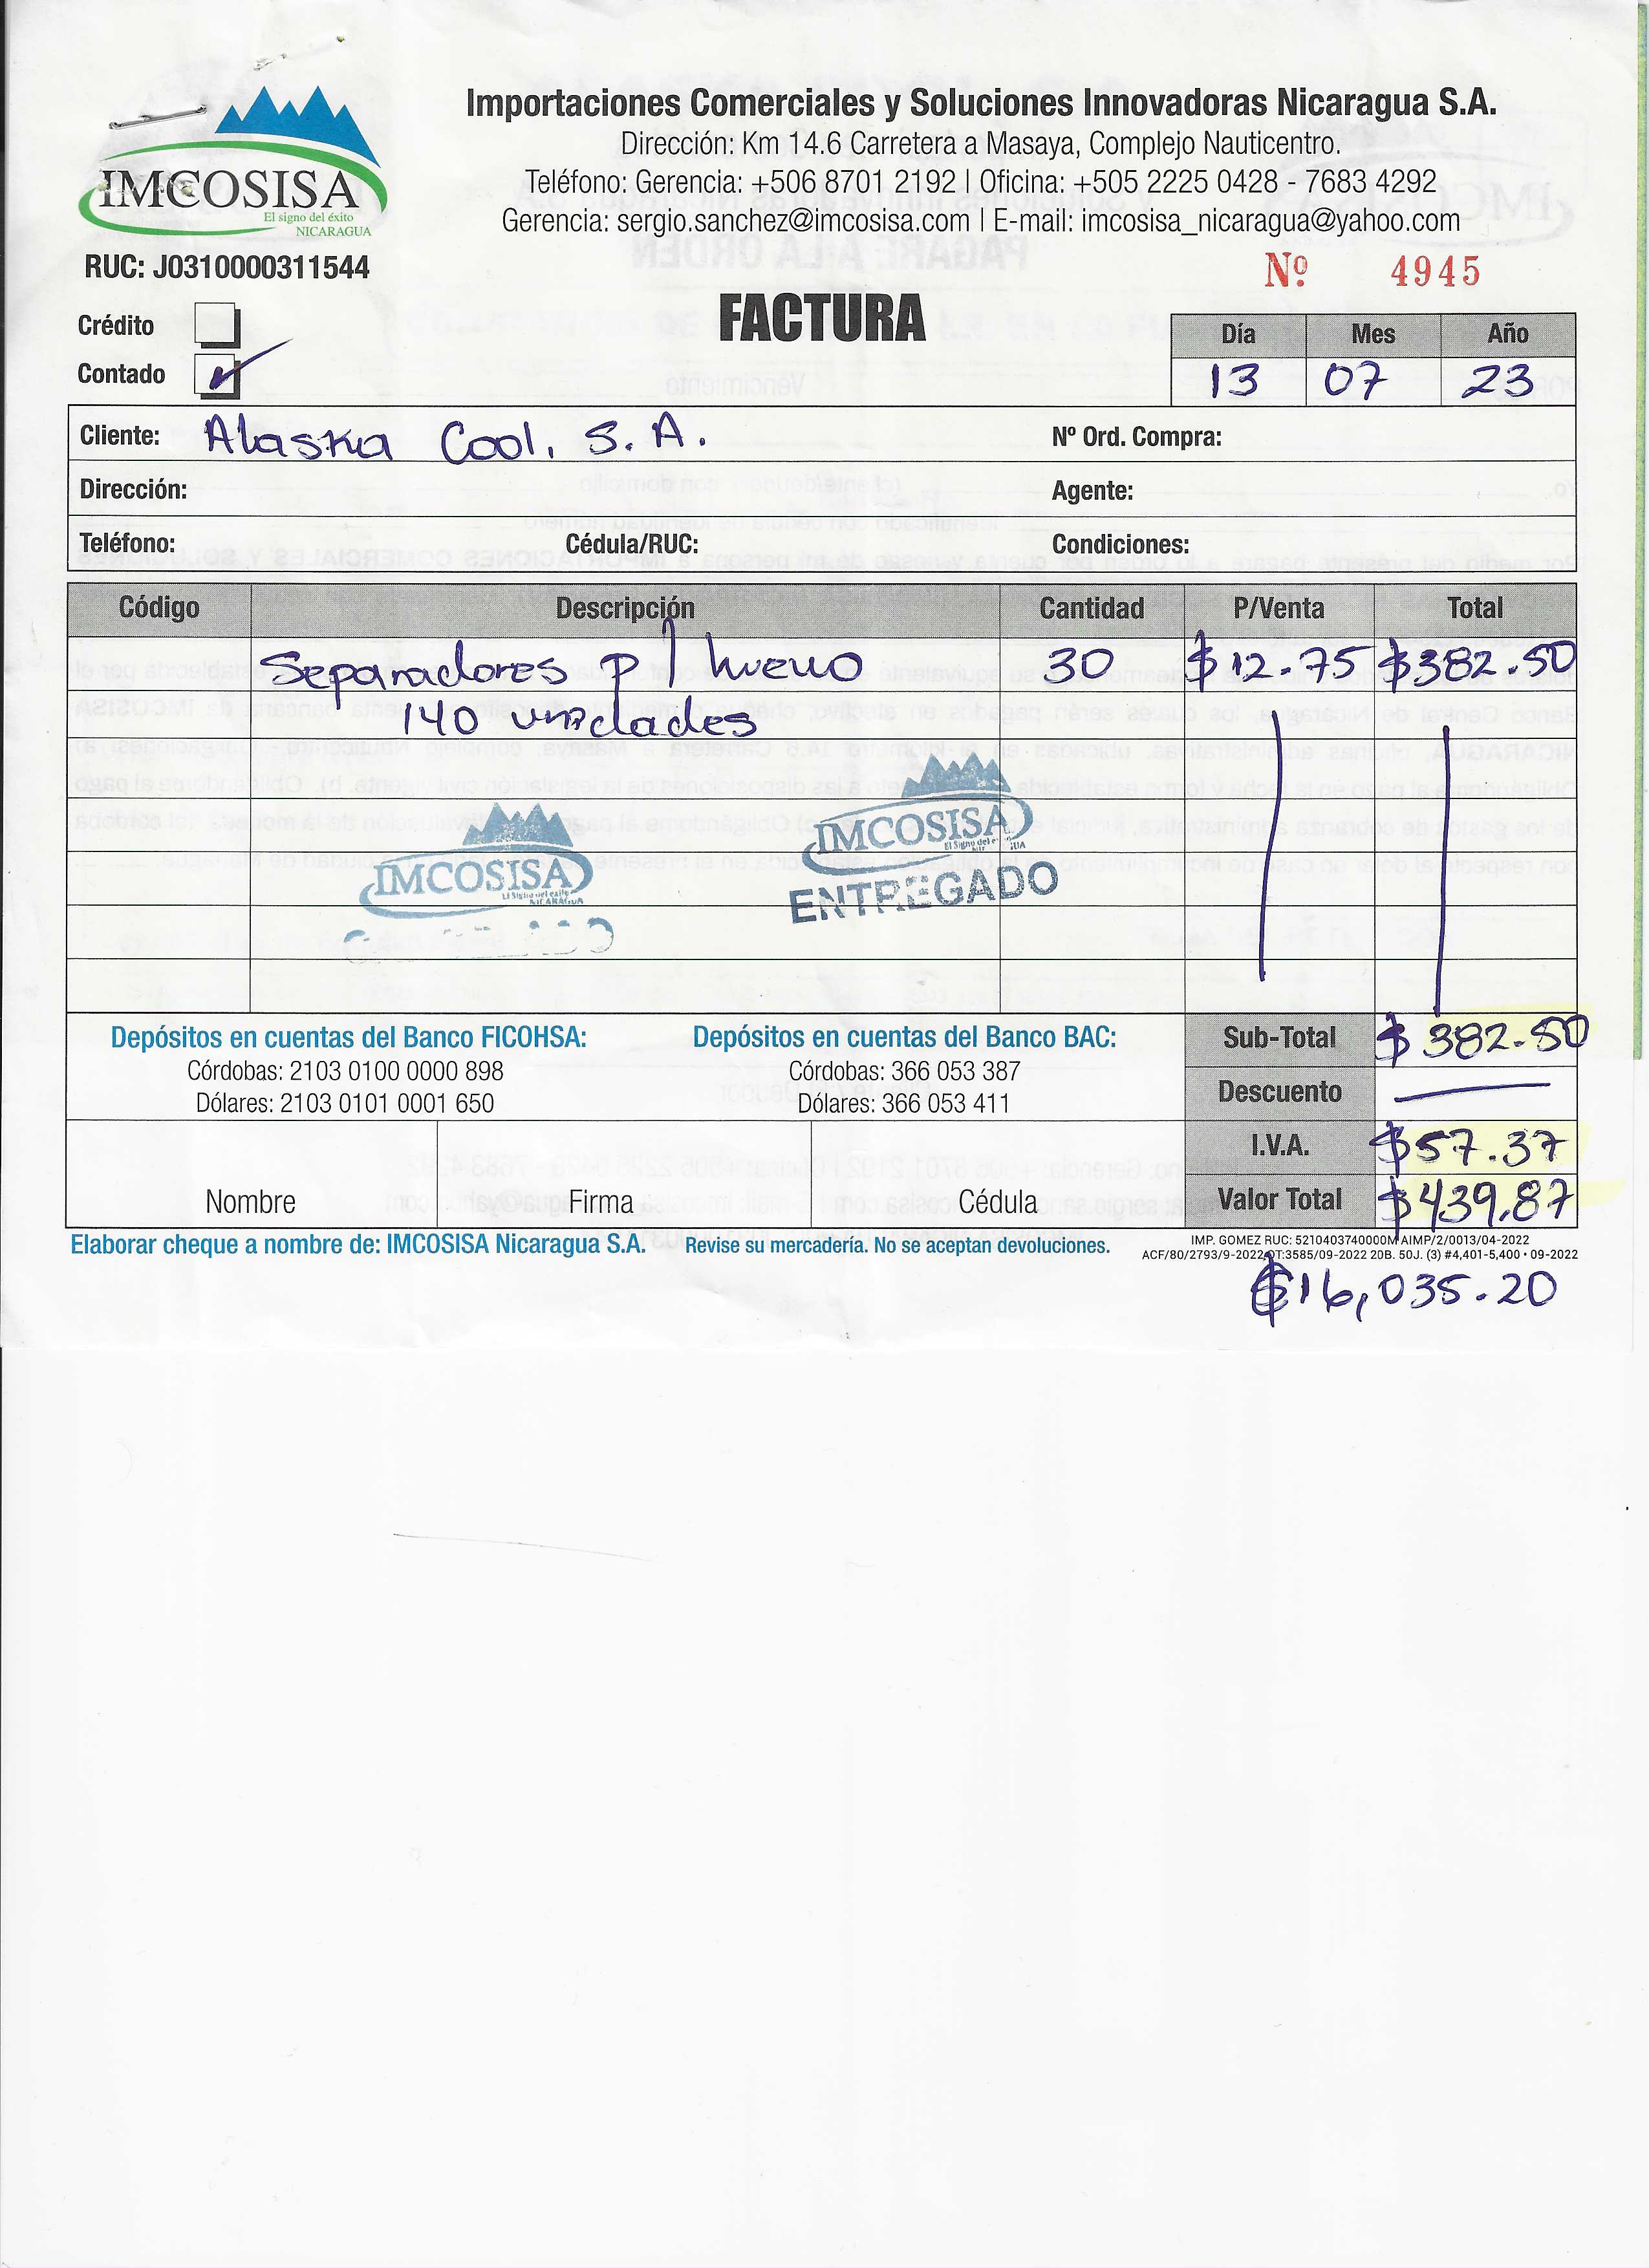 IMCOSISA
El signo del éxito
NICARAGUA
RUC: J0310000311544
Importaciones Comerciales y Soluciones Innovadoras Nicaragua S.A.
Dirección: Km 14.6 Carretera a Masaya, Complejo Nauticentro.
Teléfono: Gerencia: +506 8701 2192 | Oficina: +505 2225 0428 - 7683 4292
Gerencia: sergio.sanchez@imcosisa.com | E-mail: imcosisa_nicaragua@yahoo.com
Nº 4945
FACTURA
Crédito
Contado
Día Mes Año
13 07 23
Cliente: Alaska Cool, S.A. Nº Ord. Compra:
Dirección: Agente:
Teléfono: Cédula/RUC: Condiciones:
Código Descripción Cantidad P/Venta Total
Separadores p/ huevo 30 $12.75 $382.50
140 unidades
IMCOSISA
El Signo del
ENTREGADO
IMCOSISA
NICARAGUA
Depósitos en cuentas del Banco FICOHSA: Depósitos en cuentas del Banco BAC: Sub-Total $382.50
Córdobas: 2103 0100 0000 898 Córdobas: 366 053 387
Dólares: 2103 0101 0001 650 Dólares: 366 053 411 Descuento
I.V.A. $57.37
Nombre Firma Cédula Valor Total $439.87
Elaborar cheque a nombre de: IMCOSISA Nicaragua S.A. Revise su mercadería. No se aceptan devoluciones.
IMP. GOMEZ RUC: 5210403740000M AIMP/2/0013/04-2022
ACF/80/2793/9-2022 OT:3585/09-2022 20B. 50J. (3) #4,401-5,400 • 09-2022
₡16,035.20